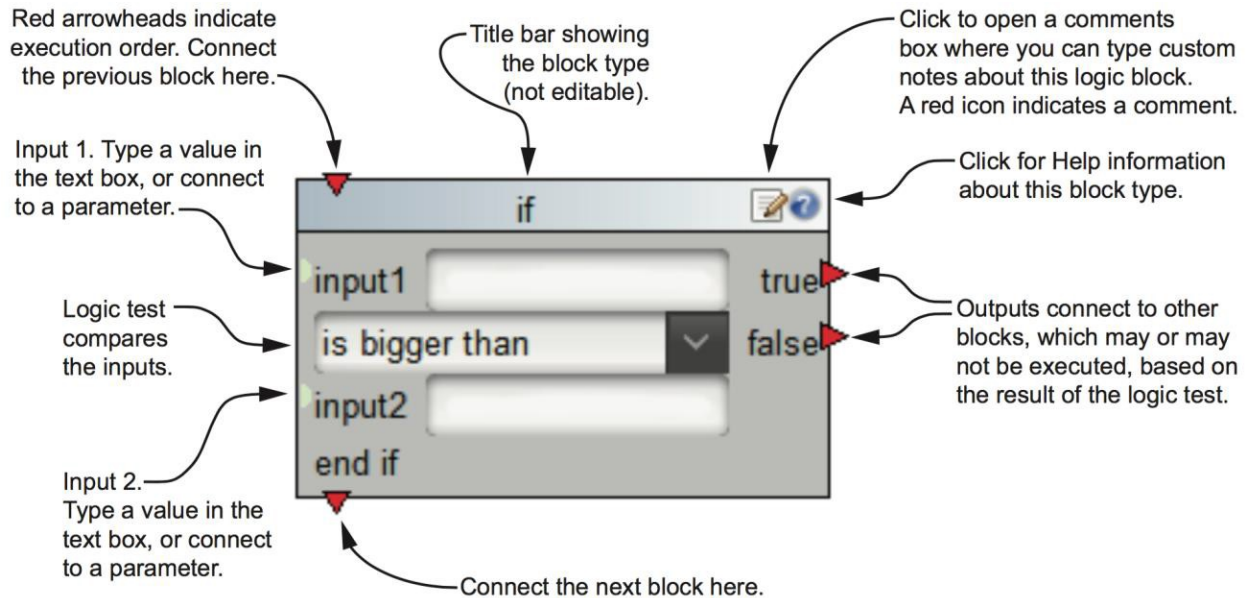 Red arrowheads indicate
execution order. Connect
the previous block here.
Title bar showing
the block type
(not editable).
Click to open a comments
box where you can type custom
notes about this logic block.
A red icon indicates a comment.
Input 1. Type a value in
the text box, or connect
to a parameter.
Click for Help information
about this block type.
if
?
input1
true
Logic test
compares
the inputs.
is bigger than
false
Outputs connect to other
blocks, which may or may
not be executed, based on
the result of the logic test.
input2
end if
Input 2.
Type a value in the
text box, or connect
to a parameter.
Connect the next block here.